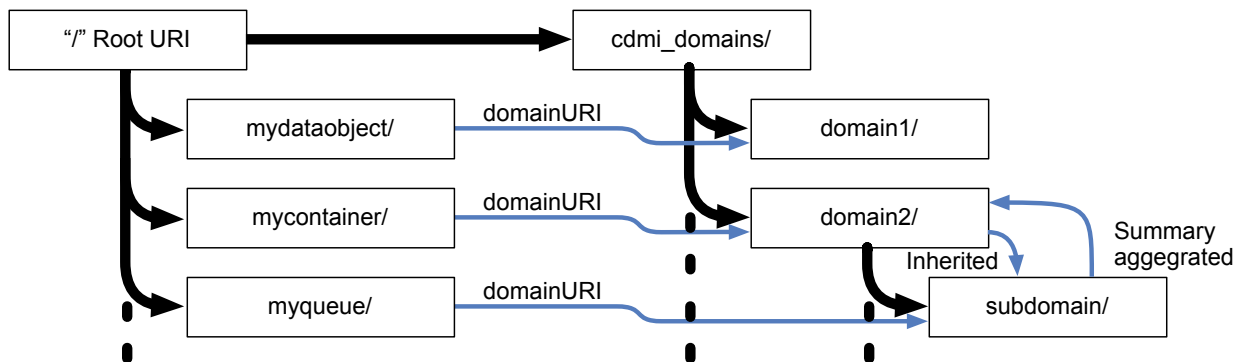 “/” Root URI
cdmi_domains/
mydataobject/
domainURI
domain1/
mycontainer/
domainURI
domain2/
Inherited
Summary
aggegrated
myqueue/
domainURI
subdomain/